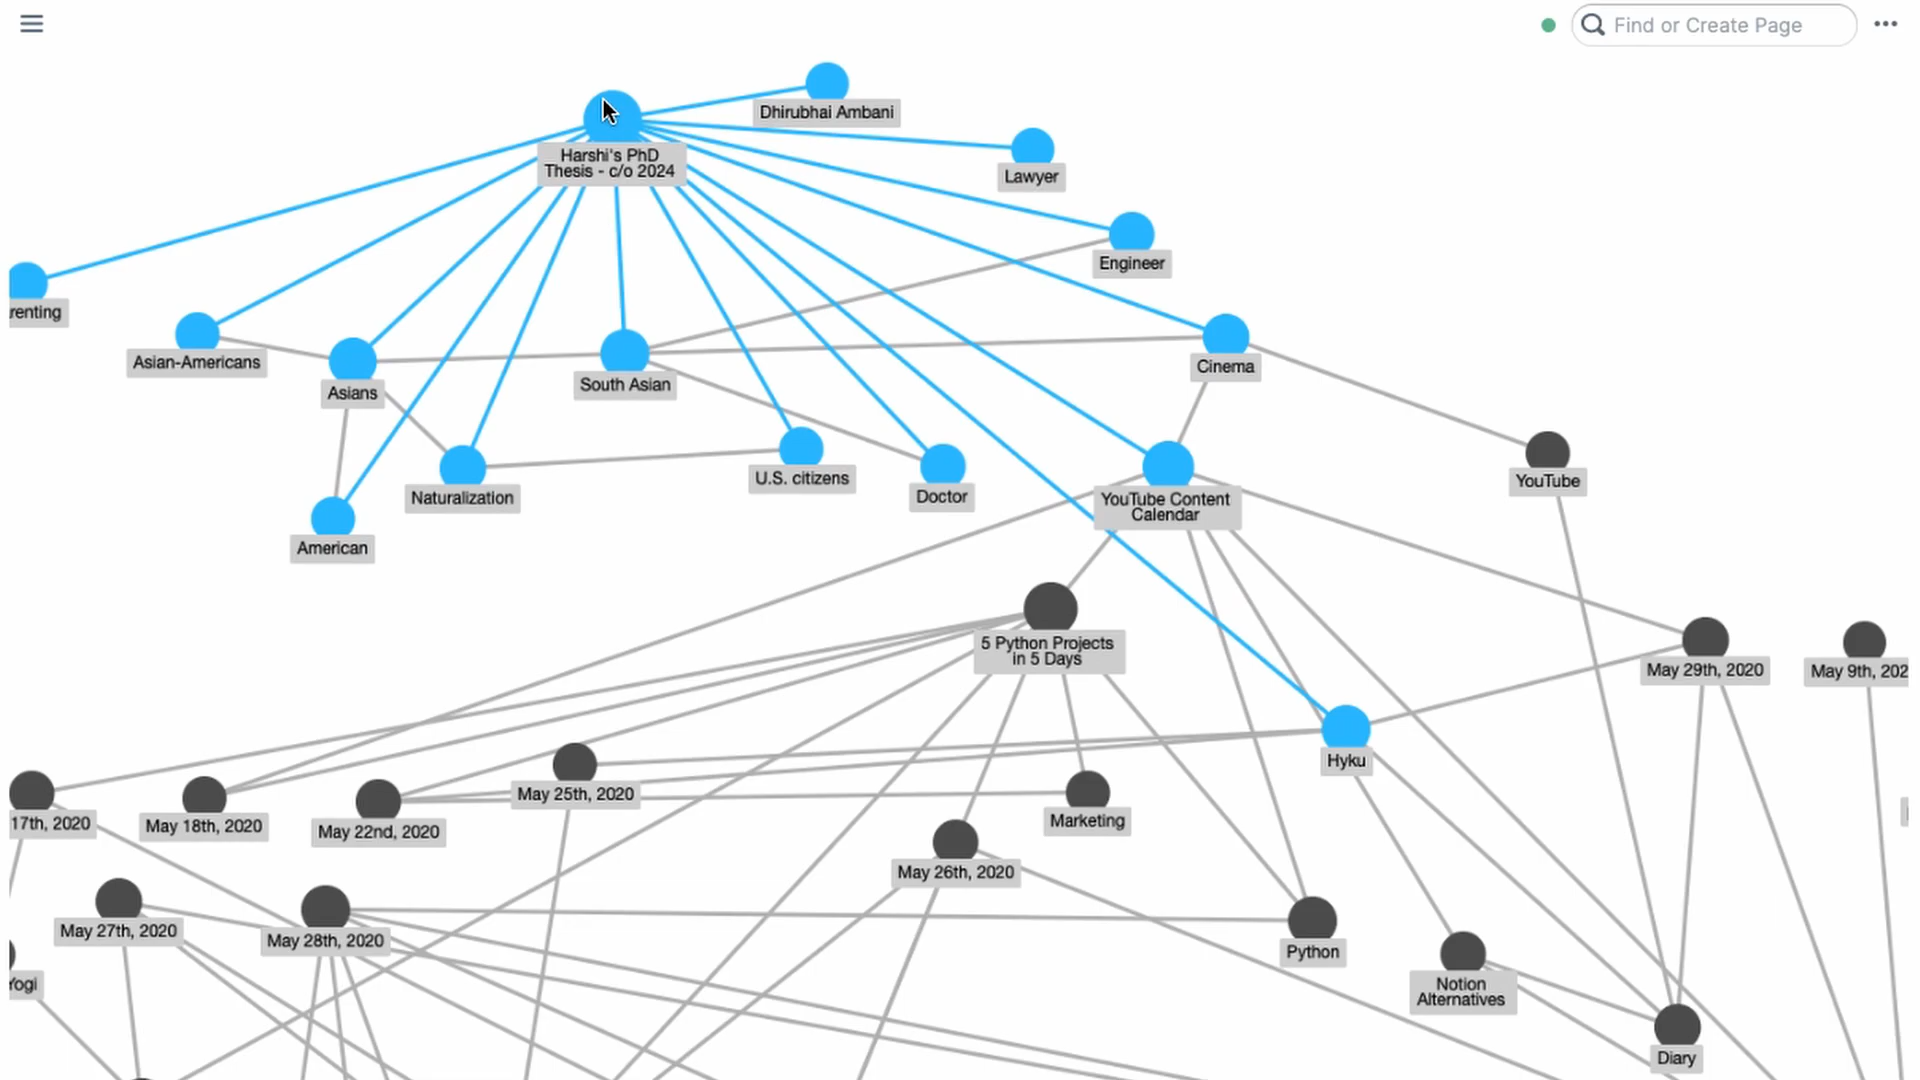 Find or Create Page
Dhirubhai Ambani
Harshi's PhD
Thesis - c/o 2024
Lawyer
Engineer
renting
Asian-Americans
Asians
South Asian
Cinema
U.S. citizens
Naturalization
Doctor
YouTube
YouTube Content
Calendar
American
5 Python Projects
in 5 Days
May 29th, 2020
May 9th, 202
Hyku
17th, 2020
May 18th, 2020
May 22nd, 2020
May 25th, 2020
Marketing
May 26th, 2020
May 27th, 2020
May 28th, 2020
Python
Yogi
Notion
Alternatives
Diary